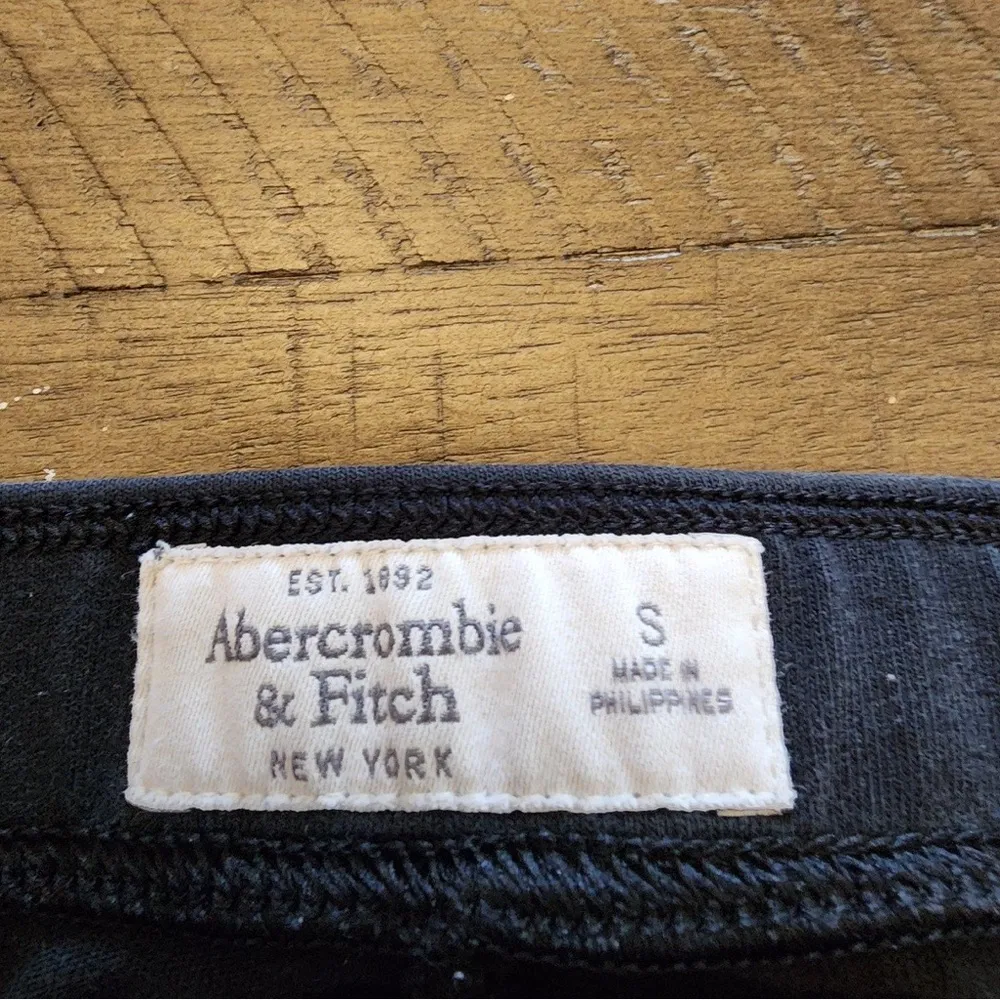 EST. 1892
Abercrombie
& Fitch
NEW YORK
S
MADE IN
PHILIPPINES